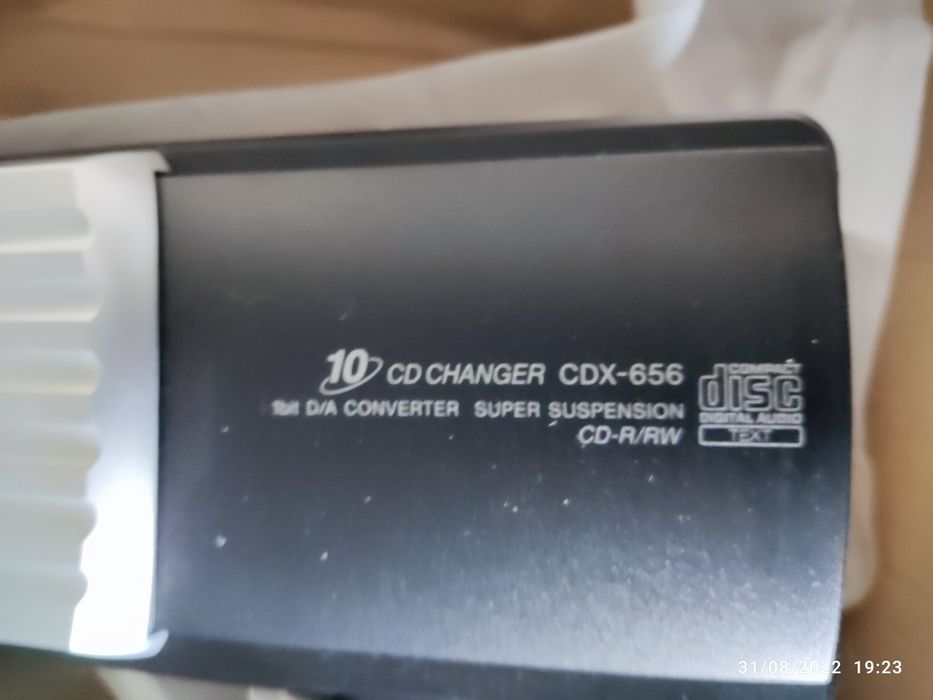 10 CD CHANGER CDX-656
1bit D/A CONVERTER SUPER SUSPENSION
CD-R/RW
COMPACT
disc
DIGITAL AUDIO
TEXT
31/08/2022 19:23